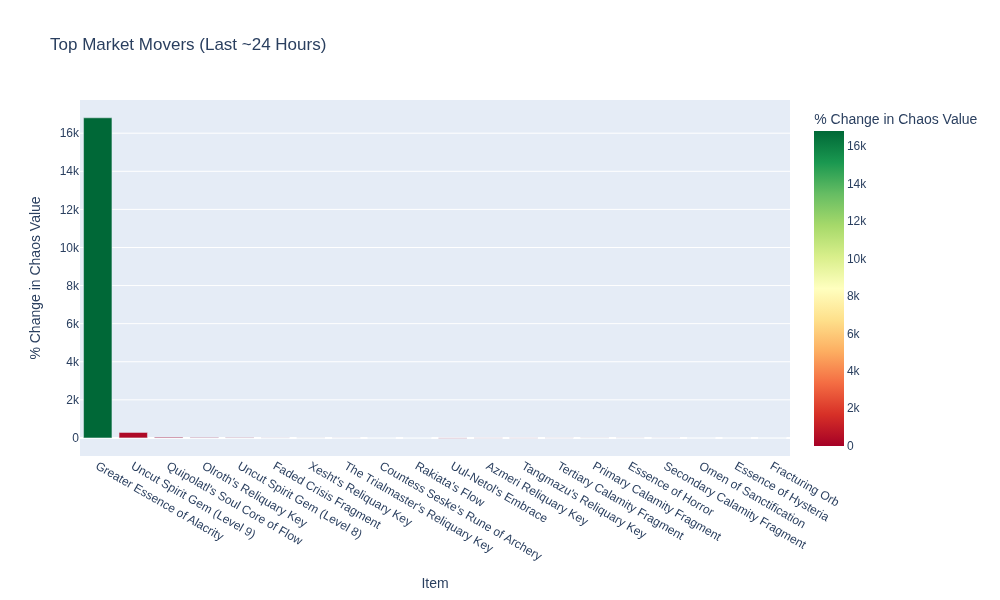 Top Market Movers (Last ~24 Hours)
% Change in Chaos Value
16k
14k
12k
10k
8k
6k
4k
2k
0
% Change in Chaos Value
16k
14k
12k
10k
8k
6k
4k
2k
0
Greater Essence of Alacrity
Uncut Spirit Gem (Level 9)
Quipolatl's Soul Core of Flow
Olroth's Reliquary Key
Uncut Spirit Gem (Level 8)
Faded Crisis Fragment
Xesht's Reliquary Key
The Trialmaster's Reliquary Key
Countess Seske's Rune of Archery
Rakiata's Flow
Uul-Netol's Embrace
Azmeri Reliquary Key
Tangmazu's Reliquary Key
Tertiary Calamity Fragment
Primary Calamity Fragment
Essence of Horror
Secondary Calamity Fragment
Omen of Sanctification
Essence of Hysteria
Fracturing Orb
Item